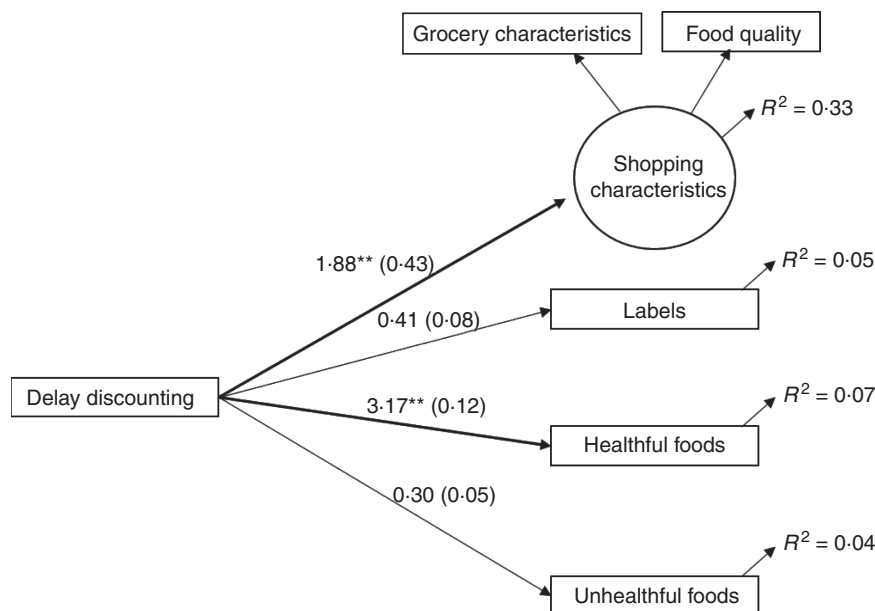 Grocery characteristics
Food quality
R² = 0·33
Shopping
characteristics
1·88** (0·43)
R² = 0·05
0·41 (0·08)
Labels
Delay discounting
3·17** (0·12)
R² = 0·07
Healthful foods
0·30 (0·05)
R² = 0·04
Unhealthful foods